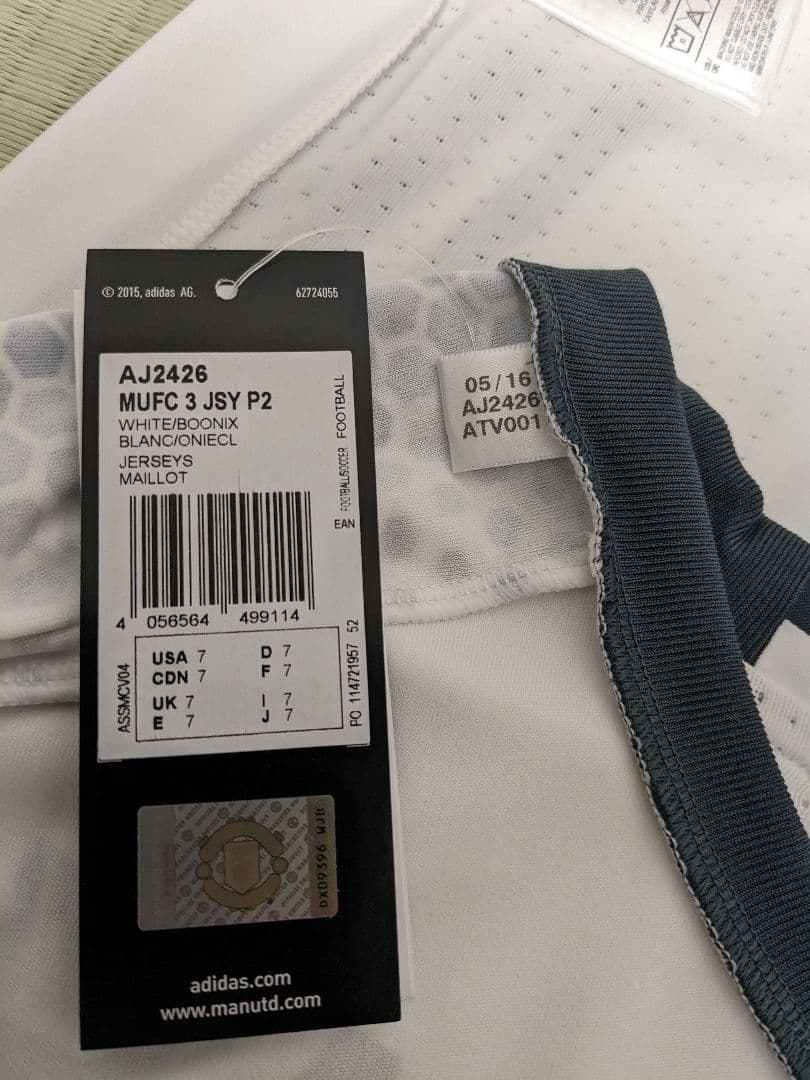 © 2015, adidas AG.
62724055
AJ2426
MUFC 3 JSY P2
WHITE/BOONIX
BLANC/ONIECL
JERSEYS
MAILLOT
FOOTBALL/SOCCER FOOTBALL
EAN
4 056564 499114
ASSMCV04
USA 7 D 7
CDN 7 F 7
UK 7 I 7
E 7 J 7
PO 114721957 52
DX09396 WJB
adidas.com
www.manutd.com
05/16
AJ2426
ATV001